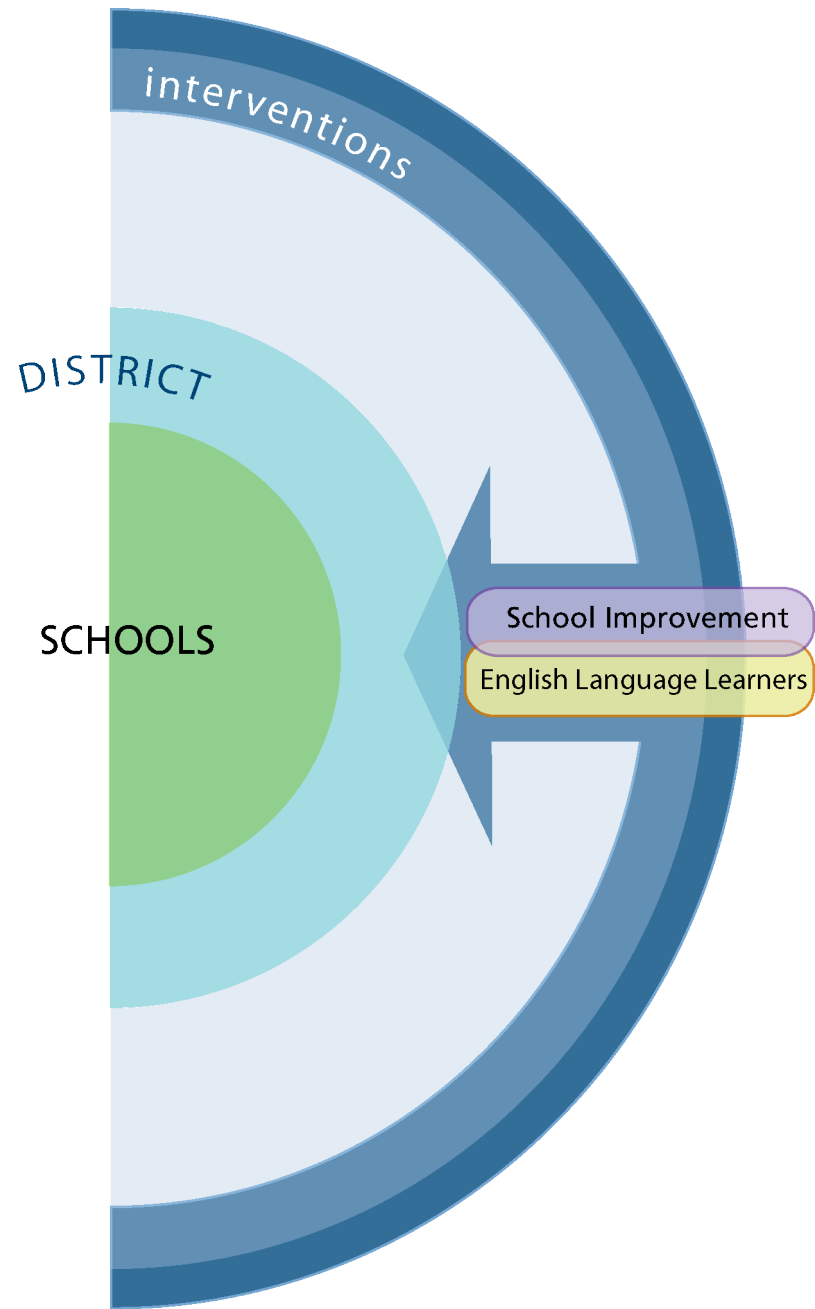 interventions
DISTRICT
SCHOOLS
School Improvement
English Language Learners